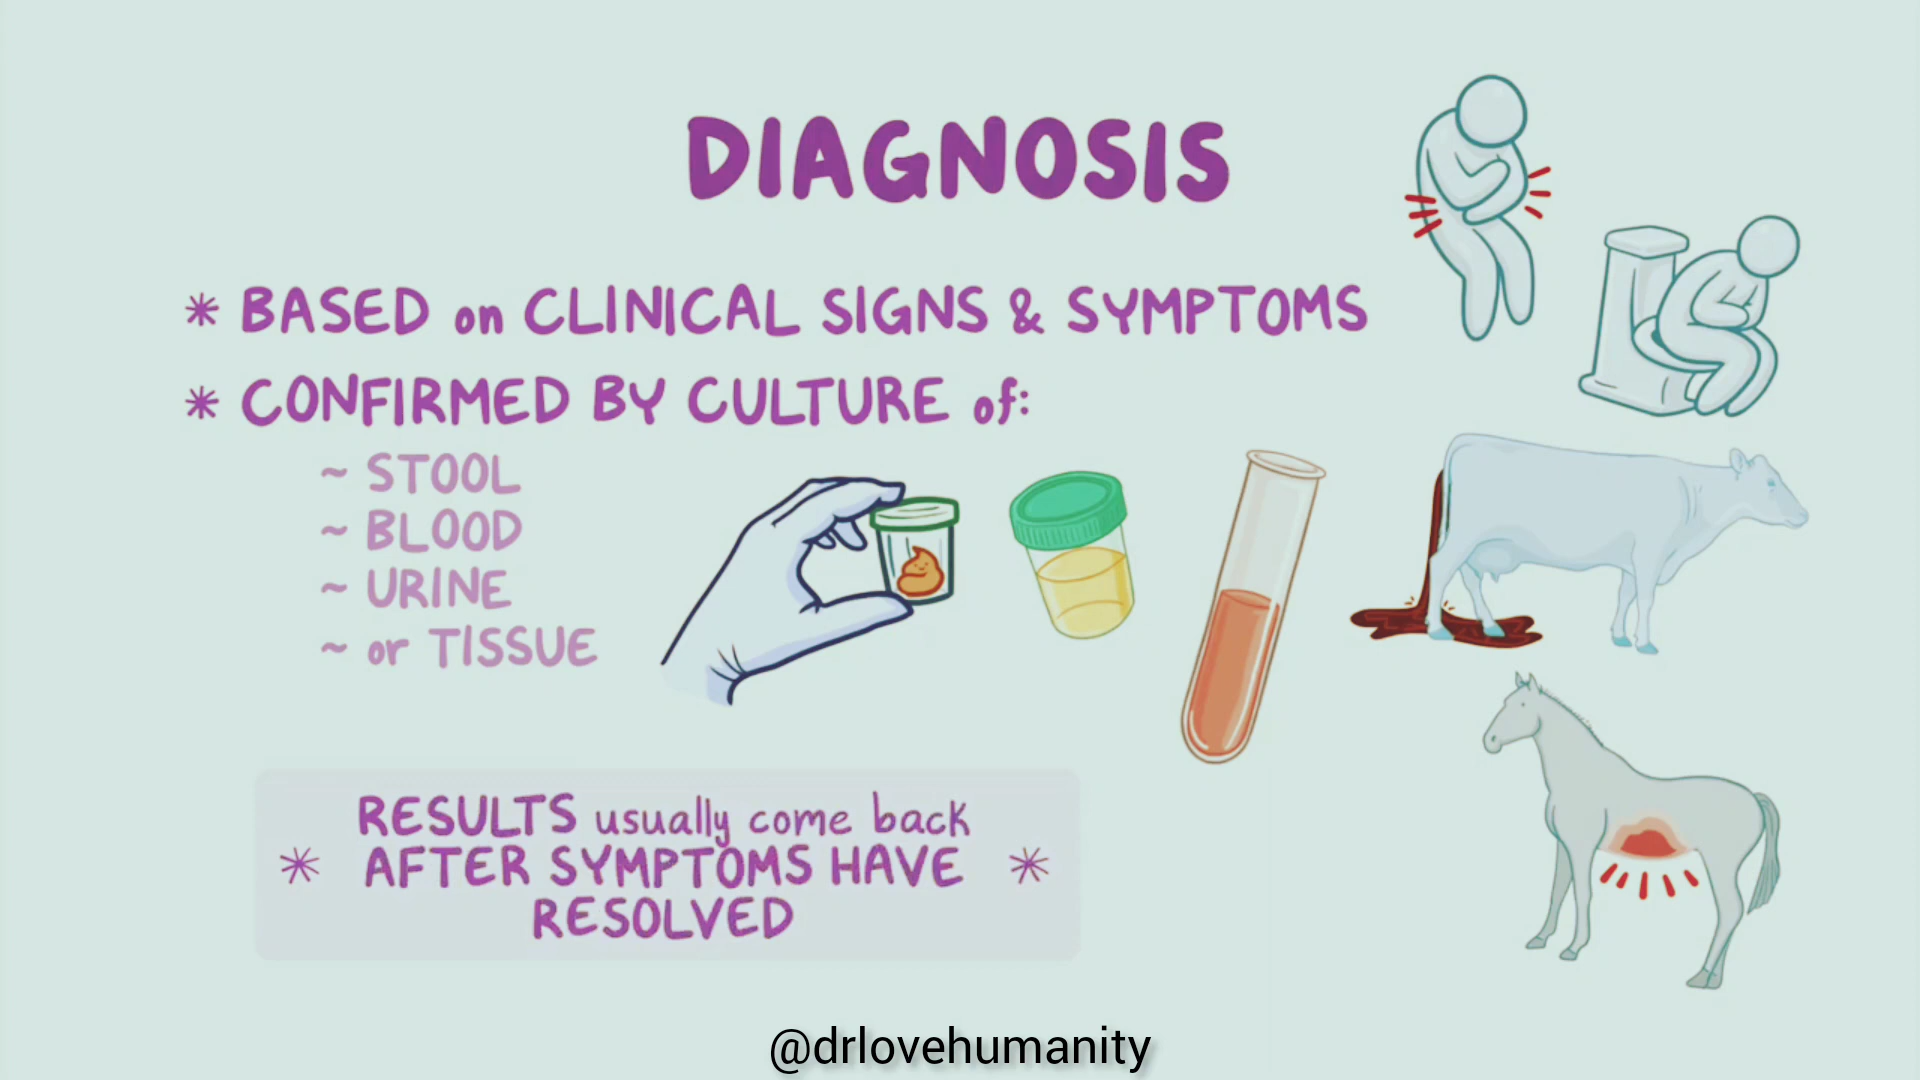 DIAGNOSIS
* BASED on CLINICAL SIGNS & SYMPTOMS
* CONFIRMED BY CULTURE of:
~ STOOL
~ BLOOD
~ URINE
~ or TISSUE
RESULTS usually come back
* AFTER SYMPTOMS HAVE *
RESOLVED
@drlovehumanity